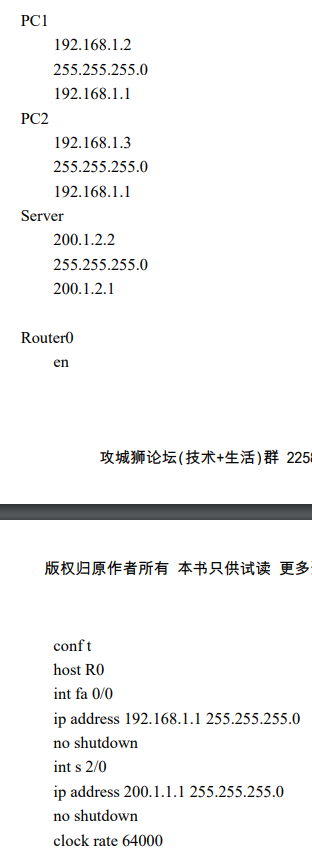 PC1
192.168.1.2
255.255.255.0
192.168.1.1
PC2
192.168.1.3
255.255.255.0
192.168.1.1
Server
200.1.2.2
255.255.255.0
200.1.2.1
Router0
en
攻城狮论坛(技术+生活)群 2258
版权归原作者所有 本书只供试读 更多
conf t
host R0
int fa 0/0
ip address 192.168.1.1 255.255.255.0
no shutdown
int s 2/0
ip address 200.1.1.1 255.255.255.0
no shutdown
clock rate 64000